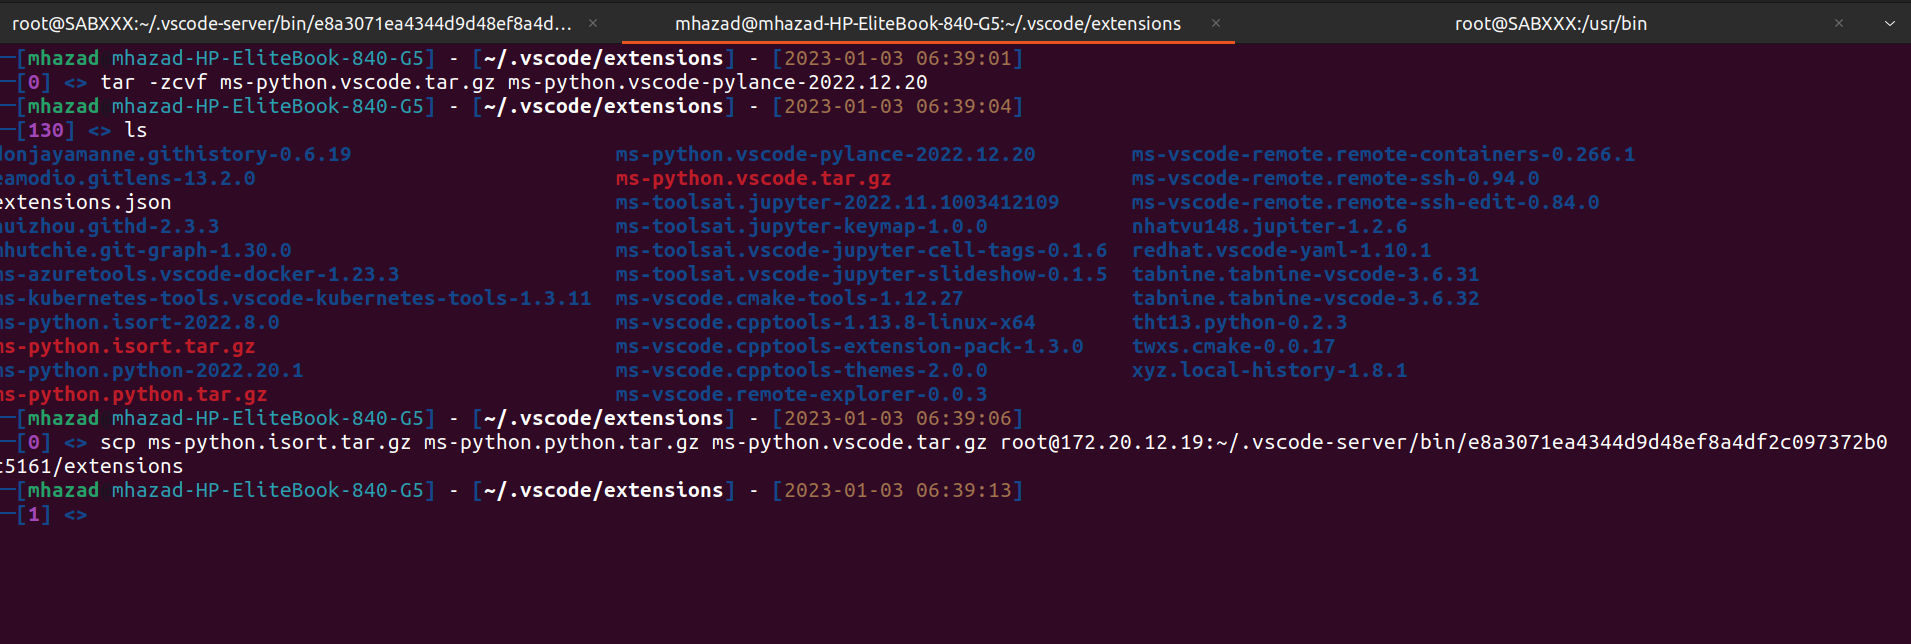 root@SABXXX:~/.vscode-server/bin/e8a3071ea4344d9d48ef8a4d... × mhazad@mhazad-HP-EliteBook-840-G5:~/.vscode/extensions × root@SABXXX:/usr/bin ×
─[mhazad mhazad-HP-EliteBook-840-G5] - [~/.vscode/extensions] - [2023-01-03 06:39:01]
─[0] <> tar -zcvf ms-python.vscode.tar.gz ms-python.vscode-pylance-2022.12.20
─[mhazad mhazad-HP-EliteBook-840-G5] - [~/.vscode/extensions] - [2023-01-03 06:39:04]
─[130] <> ls
donjayamanne.githistory-0.6.19 ms-python.vscode-pylance-2022.12.20 ms-vscode-remote.remote-containers-0.266.1
eamodio.gitlens-13.2.0 ms-python.vscode.tar.gz ms-vscode-remote.remote-ssh-0.94.0
extensions.json ms-toolsai.jupyter-2022.11.1003412109 ms-vscode-remote.remote-ssh-edit-0.84.0
huizhou.githd-2.3.3 ms-toolsai.jupyter-keymap-1.0.0 nhatvu148.jupiter-1.2.6
mhutchie.git-graph-1.30.0 ms-toolsai.vscode-jupyter-cell-tags-0.1.6 redhat.vscode-yaml-1.10.1
ms-azuretools.vscode-docker-1.23.3 ms-toolsai.vscode-jupyter-slideshow-0.1.5 tabnine.tabnine-vscode-3.6.31
ms-kubernetes-tools.vscode-kubernetes-tools-1.3.11 ms-vscode.cmake-tools-1.12.27 tabnine.tabnine-vscode-3.6.32
ms-python.isort-2022.8.0 ms-vscode.cpptools-1.13.8-linux-x64 tht13.python-0.2.3
ms-python.isort.tar.gz ms-vscode.cpptools-extension-pack-1.3.0 twxs.cmake-0.0.17
ms-python.python-2022.20.1 ms-vscode.cpptools-themes-2.0.0 xyz.local-history-1.8.1
ms-python.python.tar.gz ms-vscode.remote-explorer-0.0.3
─[mhazad mhazad-HP-EliteBook-840-G5] - [~/.vscode/extensions] - [2023-01-03 06:39:06]
─[0] <> scp ms-python.isort.tar.gz ms-python.python.tar.gz ms-python.vscode.tar.gz root@172.20.12.19:~/.vscode-server/bin/e8a3071ea4344d9d48ef8a4df2c097372b0
c5161/extensions
─[mhazad mhazad-HP-EliteBook-840-G5] - [~/.vscode/extensions] - [2023-01-03 06:39:13]
─[1] <>